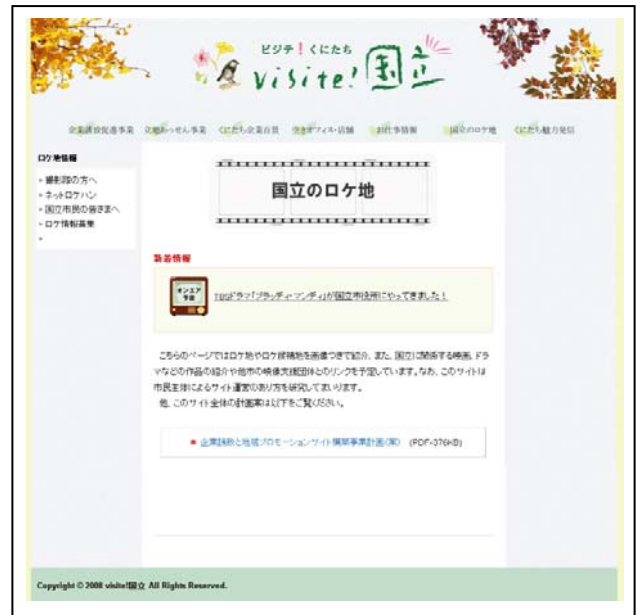 ビジテ!くにたち
visite!国立
企業誘致促進事業 立地あっせん事業 くにたち企業百景 空きオフィス・店舗 お仕事情報 国立のロケ地 くにたち魅力発信
ロケ地情報
撮影隊の方へ
ネットロケハン
国立市民の皆さまへ
ロケ情報募集
国立のロケ地
新着情報
オンエア
予定
TBSドラマ「ブラッディ・マンデイ」が国立市役所にやってきました!
こちらのページではロケ地やロケ候補地を画像つきで紹介、また、国立に関係する映画、ドラ
マなどの作品の紹介や他市の映像支援団体とのリンクを予定しています。なお、このサイトは
市民主体によるサイト運営のあり方を研究してまいります。
他、このサイト全体の計画案は以下をご覧ください。
企業誘致と地域プロモーションサイト構築事業計画(案) (PDF-376KB)
Copyright © 2008 visite!国立 All Rights Reserved.